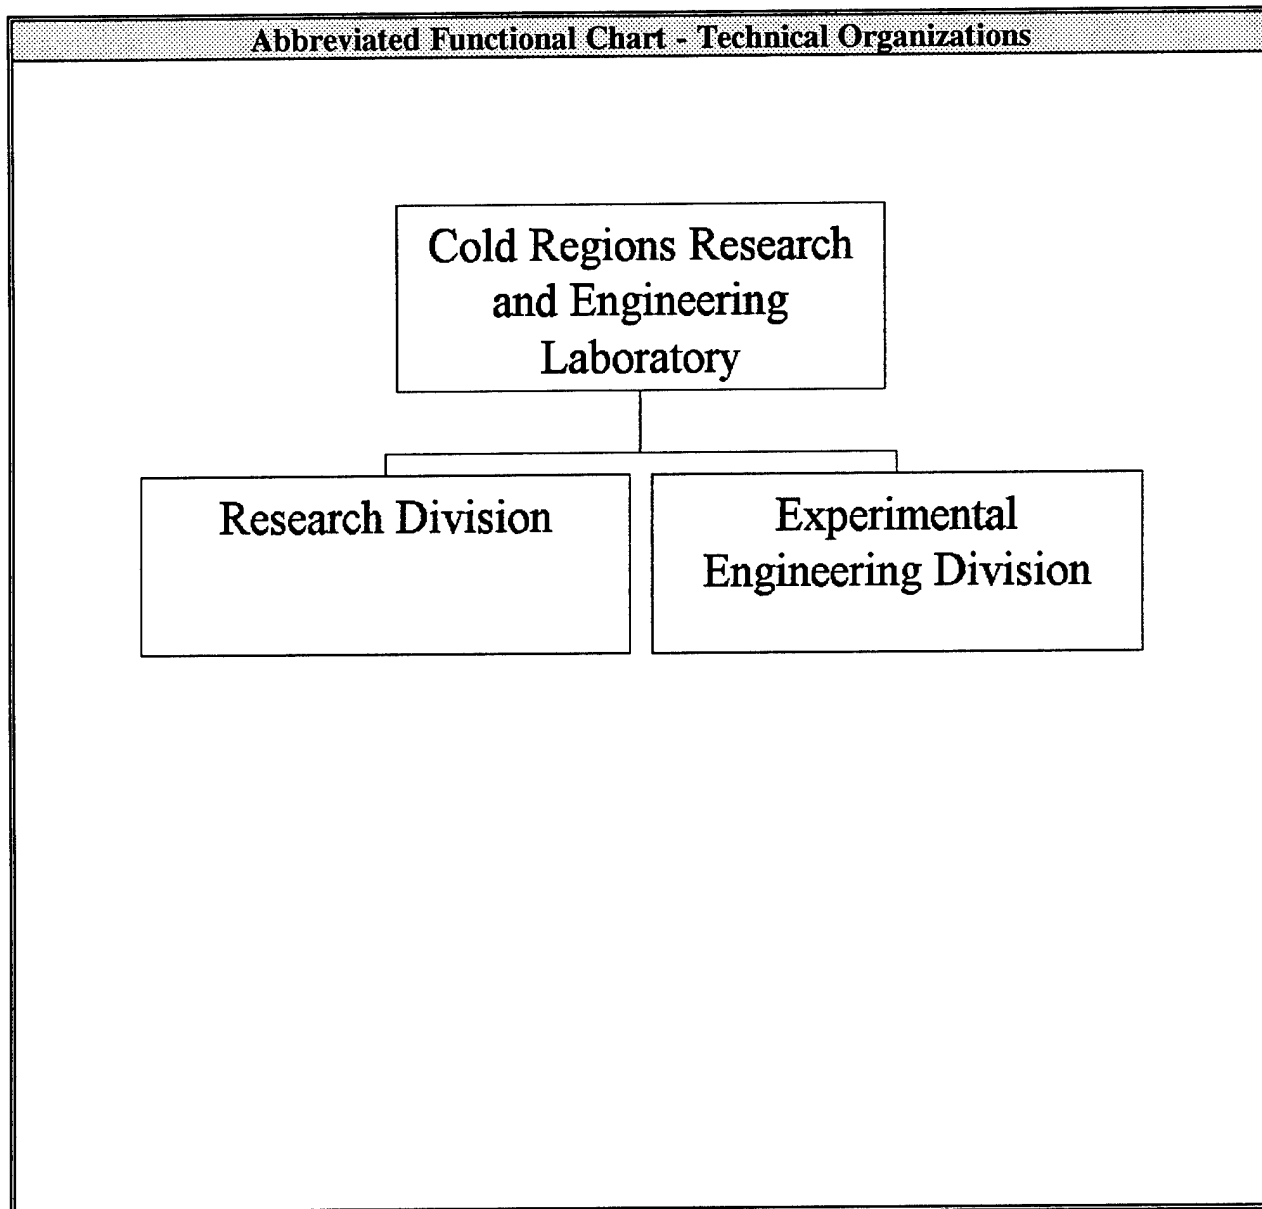 Abbreviated Functional Chart - Technical Organizations
Cold Regions Research
and Engineering
Laboratory
Research Division
Experimental
Engineering Division